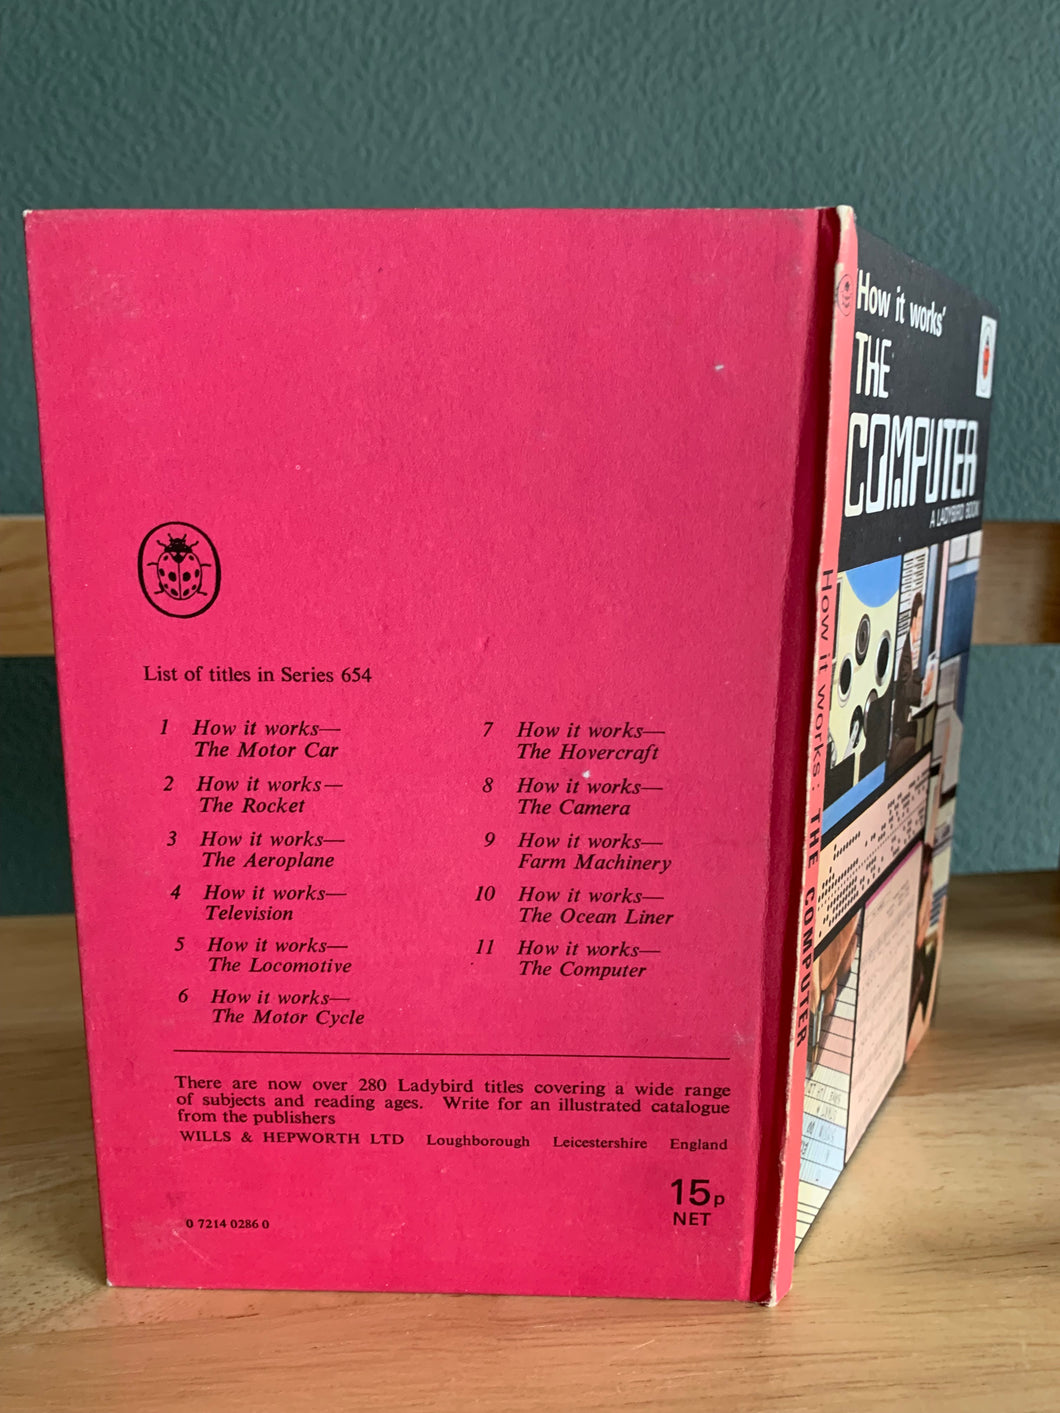 List of titles in Series 654
1 How it works—
The Motor Car
2 How it works—
The Rocket
3 How it works—
The Aeroplane
4 How it works—
Television
5 How it works—
The Locomotive
6 How it works—
The Motor Cycle
7 How it works—
The Hovercraft
8 How it works—
The Camera
9 How it works—
Farm Machinery
10 How it works—
The Ocean Liner
11 How it works—
The Computer
There are now over 280 Ladybird titles covering a wide range
of subjects and reading ages. Write for an illustrated catalogue
from the publishers
WILLS & HEPWORTH LTD Loughborough Leicestershire England
15p
NET
0 7214 0286 0
How it works: THE COMPUTER
'How it works'
THE
COMPUTER
A LADYBIRD BOOK